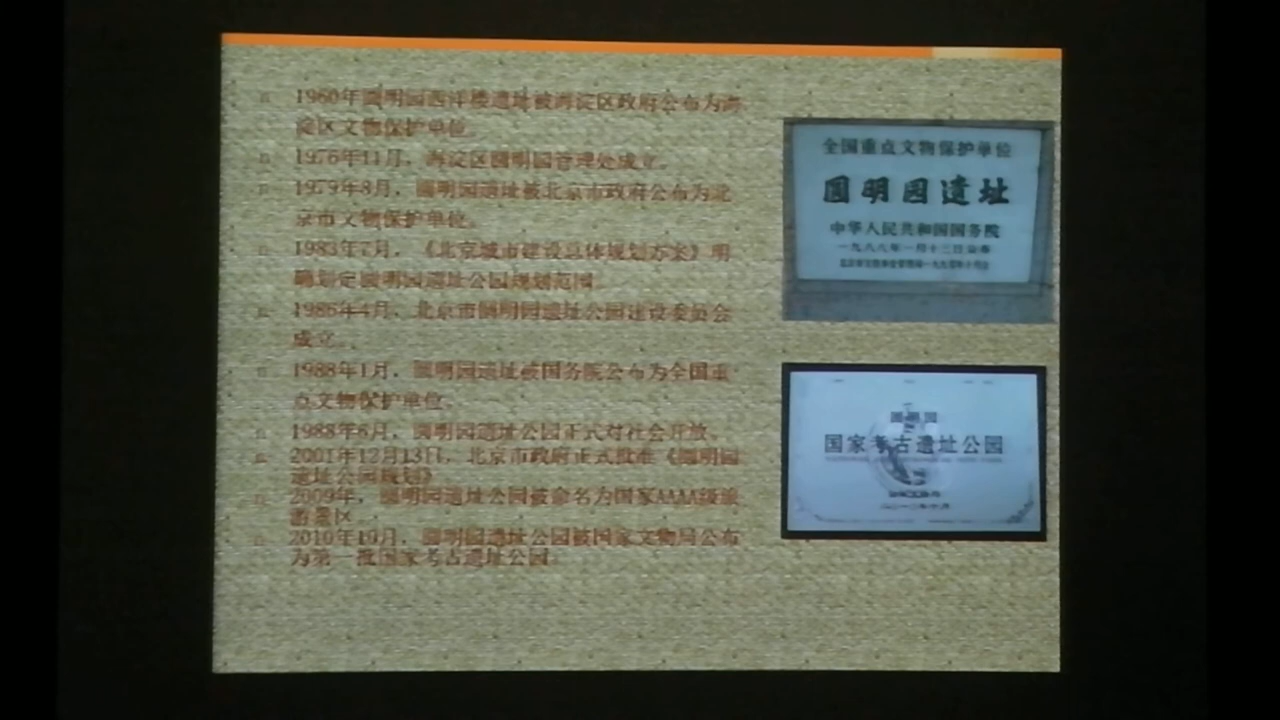 1960年圆明园西洋楼遗址被海淀区政府公布为海
淀区文物保护单位
1976年11月，海淀区圆明园管理处成立。
1979年8月，圆明园遗址被北京市政府公布为北
京市文物保护单位。
1983年7月，《北京城市建设总体规划方案》明
确划定圆明园遗址公园规划范围
1986年4月，北京市圆明园遗址公园建设委员会
成立。
1988年1月，圆明园遗址被国务院公布为全国重
点文物保护单位。
1988年6月，圆明园遗址公园正式对社会开放。
2001年12月13日，北京市政府正式批准《圆明园
遗址公园规划》
2009年，圆明园遗址公园被命名为国家AAAA级旅
游景区
2010年10月，圆明园遗址公园被国家文物局公布
为第一批国家考古遗址公园
全国重点文物保护单位
圆明园遗址
中华人民共和国国务院
一九八八年一月十三日公布
圆明园
国家考古遗址公园
国家文物局
二〇一〇年十月